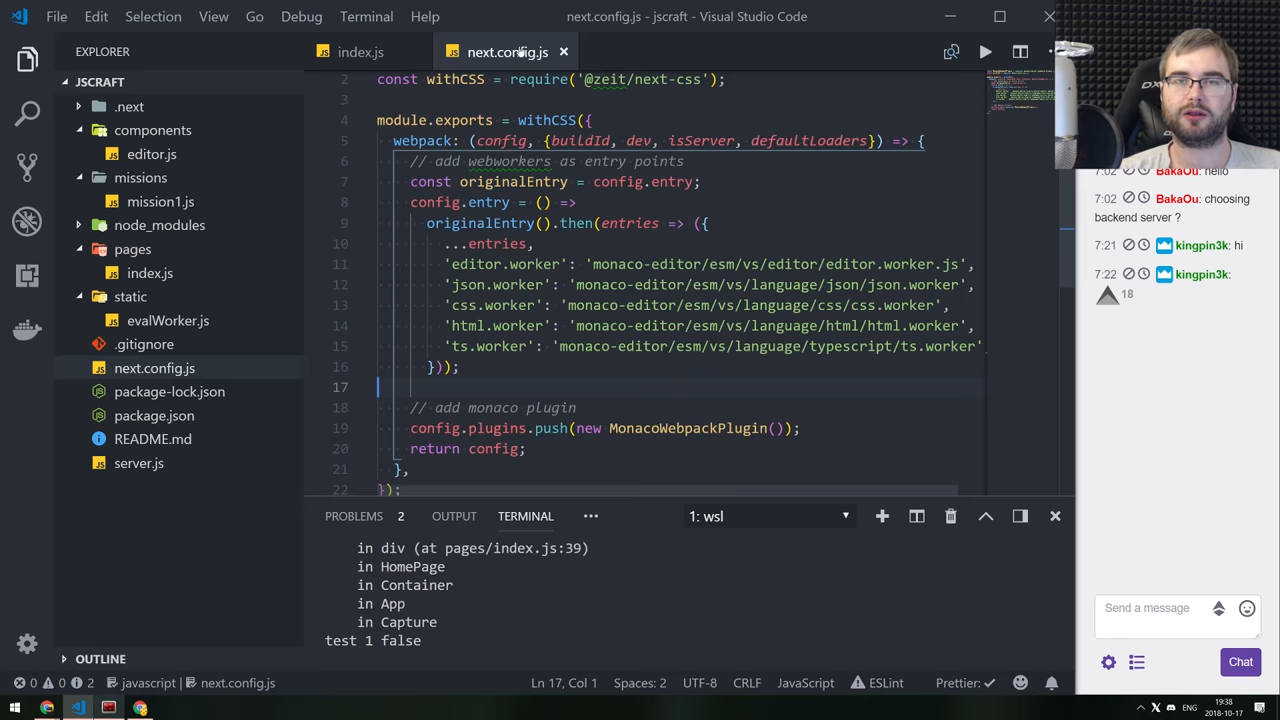 File Edit Selection View Go Debug Terminal Help
next.config.js - jscraft - Visual Studio Code
EXPLORER
JSCRAFT
.next
components
editor.js
missions
mission1.js
node_modules
pages
index.js
static
evalWorker.js
.gitignore
next.config.js
package-lock.json
package.json
README.md
server.js
OUTLINE
index.js
next.config.js
2 const withCSS = require('@zeit/next-css');
3
4 module.exports = withCSS({
5 webpack: (config, {buildId, dev, isServer, defaultLoaders}) => {
6 // add webworkers as entry points
7 const originalEntry = config.entry;
8 config.entry = () =>
9 originalEntry().then(entries => ({
10 ...entries,
11 'editor.worker': 'monaco-editor/esm/vs/editor/editor.worker.js',
12 'json.worker': 'monaco-editor/esm/vs/language/json/json.worker',
13 'css.worker': 'monaco-editor/esm/vs/language/css/css.worker',
14 'html.worker': 'monaco-editor/esm/vs/language/html/html.worker',
15 'ts.worker': 'monaco-editor/esm/vs/language/typescript/ts.worker'
16 }));
17
18 // add monaco plugin
19 config.plugins.push(new MonacoWebpackPlugin());
20 return config;
21 },
22 });
PROBLEMS 2 OUTPUT TERMINAL ••• 1: wsl
in div (at pages/index.js:39)
in HomePage
in Container
in App
in Capture
test 1 false
0 0 2 javascript | next.config.js Ln 17, Col 1 Spaces: 2 UTF-8 CRLF JavaScript ESLint Prettier: ✓
7:02 BakaOu: hello
7:02 BakaOu: choosing
backend server ?
7:21 kingpin3k: hi
7:22 kingpin3k:
18
Send a message
Chat
ENG
19:38
2018-10-17